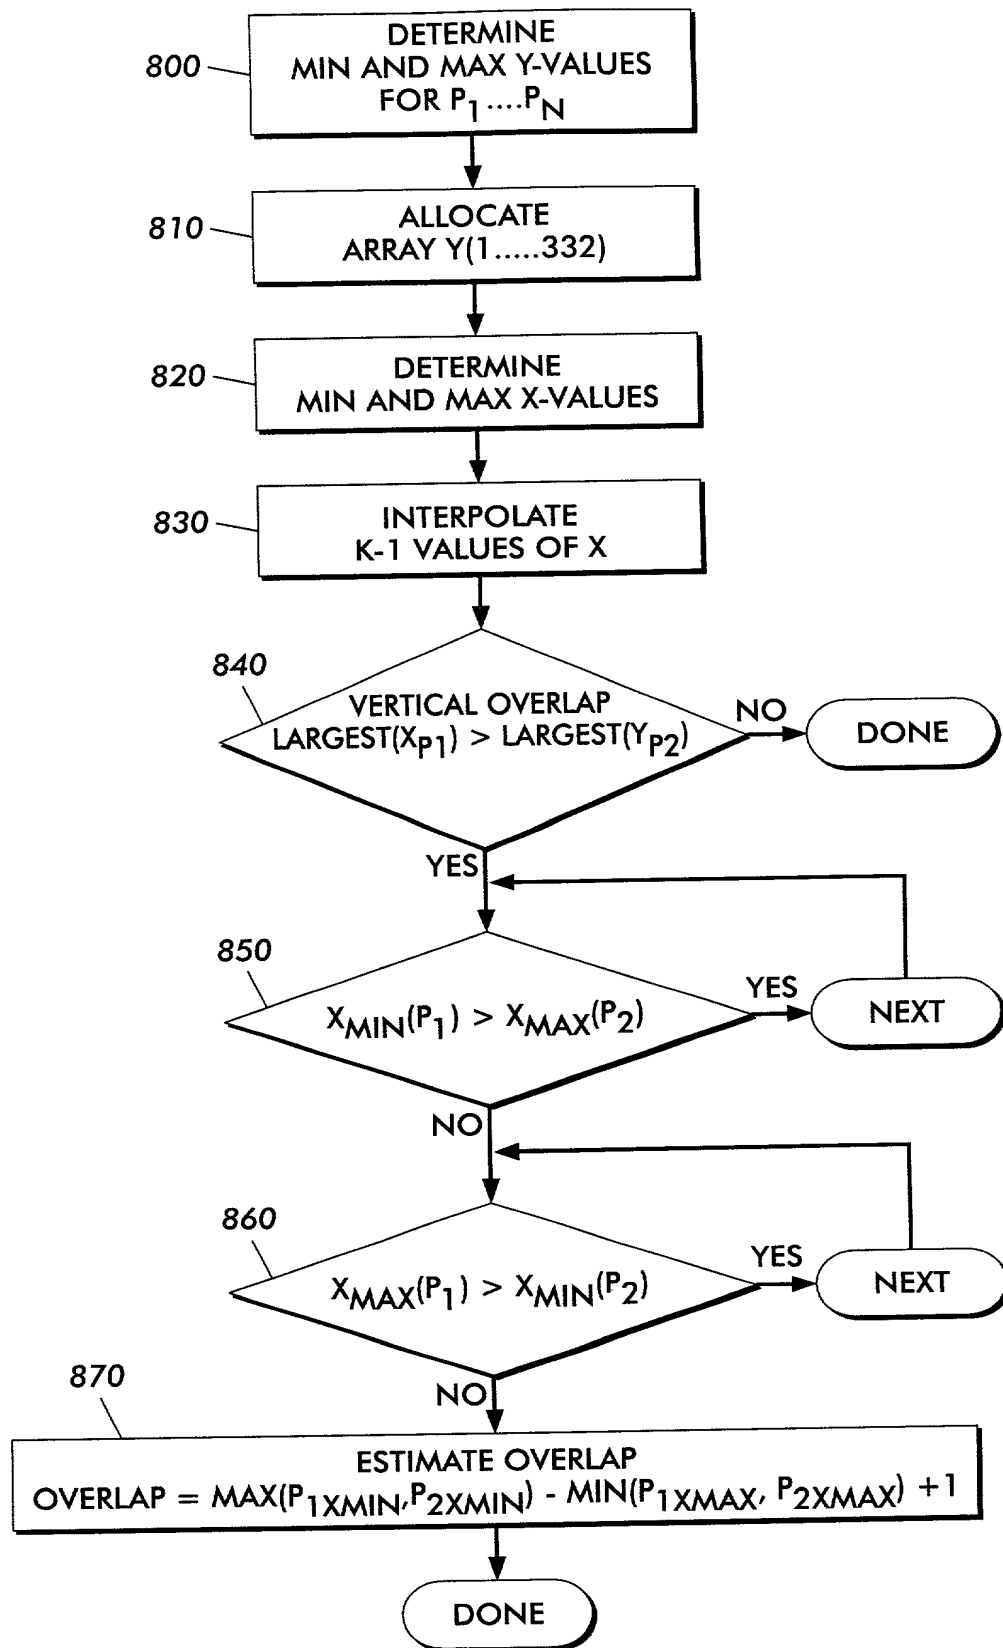 DETERMINE
MIN AND MAX Y-VALUES
FOR P1....PN
800
ALLOCATE
ARRAY Y(1.....332)
810
DETERMINE
MIN AND MAX X-VALUES
820
INTERPOLATE
K-1 VALUES OF X
830
840
VERTICAL OVERLAP
LARGEST(XP1) > LARGEST(YP2)
NO
DONE
YES
850
XMIN(P1) > XMAX(P2)
YES
NEXT
NO
860
XMAX(P1) > XMIN(P2)
YES
NEXT
NO
870
ESTIMATE OVERLAP
OVERLAP = MAX(P1XMIN,P2XMIN) - MIN(P1XMAX, P2XMAX) +1
DONE